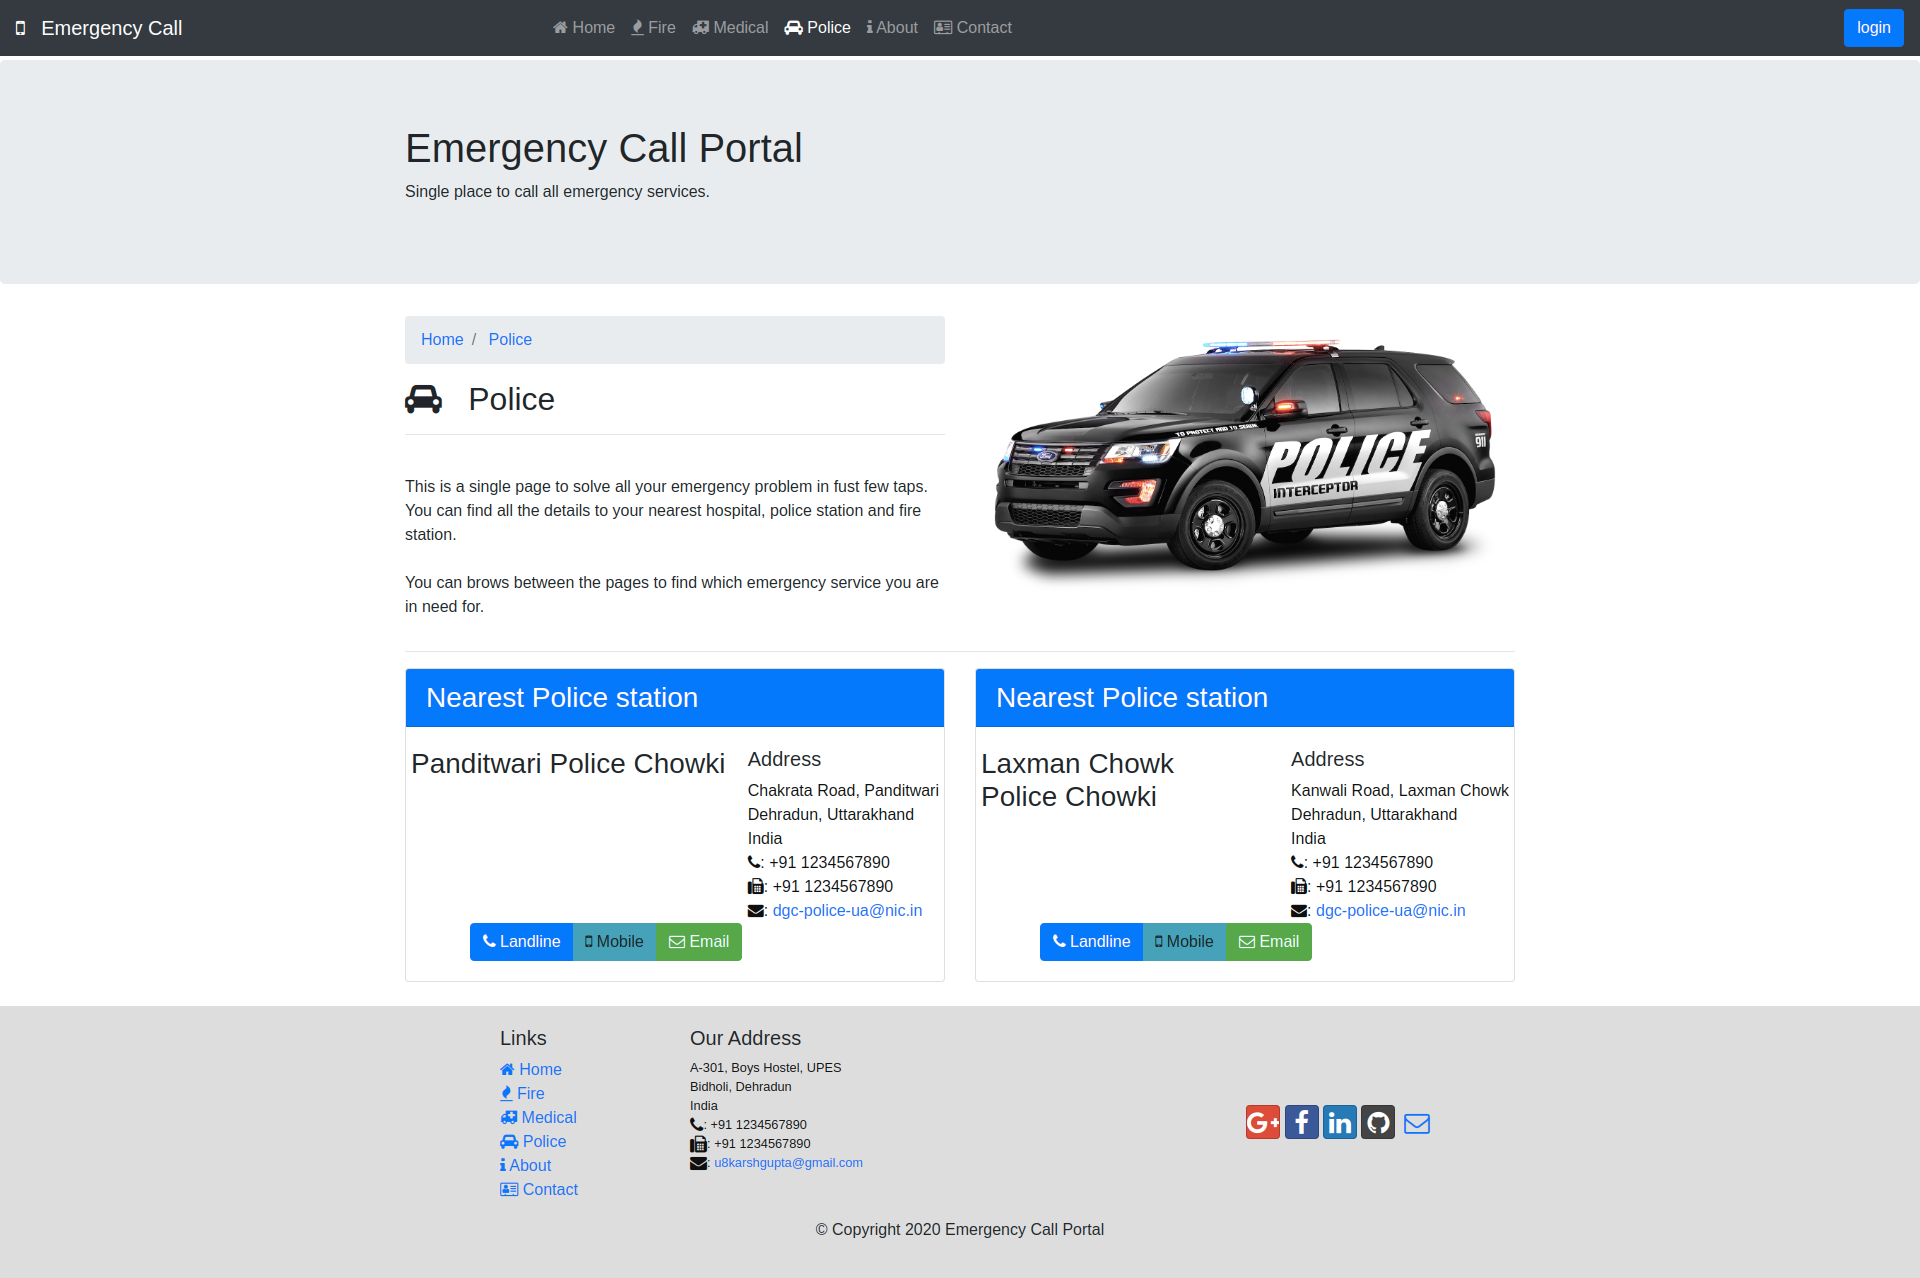 Emergency Call
Home Fire Medical Police About Contact
login
Emergency Call Portal
Single place to call all emergency services.
Home / Police
Police
This is a single page to solve all your emergency problem in fust few taps.
You can find all the details to your nearest hospital, police station and fire
station.
You can brows between the pages to find which emergency service you are
in need for.
TO PROTECT AND TO SERVE
Ford
POLICE
INTERCEPTOR
911
Nearest Police station
Panditwari Police Chowki
Address
Chakrata Road, Panditwari
Dehradun, Uttarakhand
India
: +91 1234567890
: +91 1234567890
: dgc-police-ua@nic.in
Landline Mobile Email
Nearest Police station
Laxman Chowk
Police Chowki
Address
Kanwali Road, Laxman Chowk
Dehradun, Uttarakhand
India
: +91 1234567890
: +91 1234567890
: dgc-police-ua@nic.in
Landline Mobile Email
Links
Home
Fire
Medical
Police
About
Contact
Our Address
A-301, Boys Hostel, UPES
Bidholi, Dehradun
India
: +91 1234567890
: +91 1234567890
: u8karshgupta@gmail.com
© Copyright 2020 Emergency Call Portal